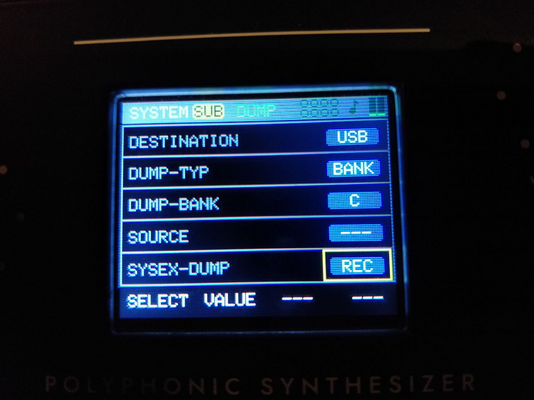 SYSTEM SUB DUMP 8888
DESTINATION USB
DUMP-TYP BANK
DUMP-BANK C
SOURCE ---
SYSEX-DUMP REC
SELECT VALUE --- ---
POLYPHONIC SYNTHESIZER